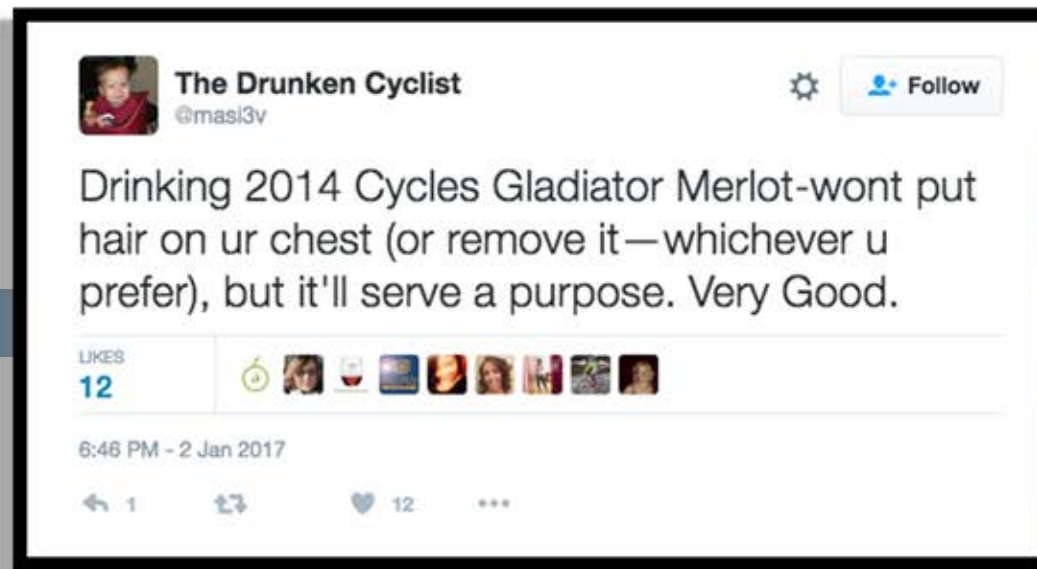 The Drunken Cyclist
@masi3v
Follow
Drinking 2014 Cycles Gladiator Merlot-wont put
hair on ur chest (or remove it—whichever u
prefer), but it'll serve a purpose. Very Good.
LIKES
12
6:46 PM - 2 Jan 2017
1 12